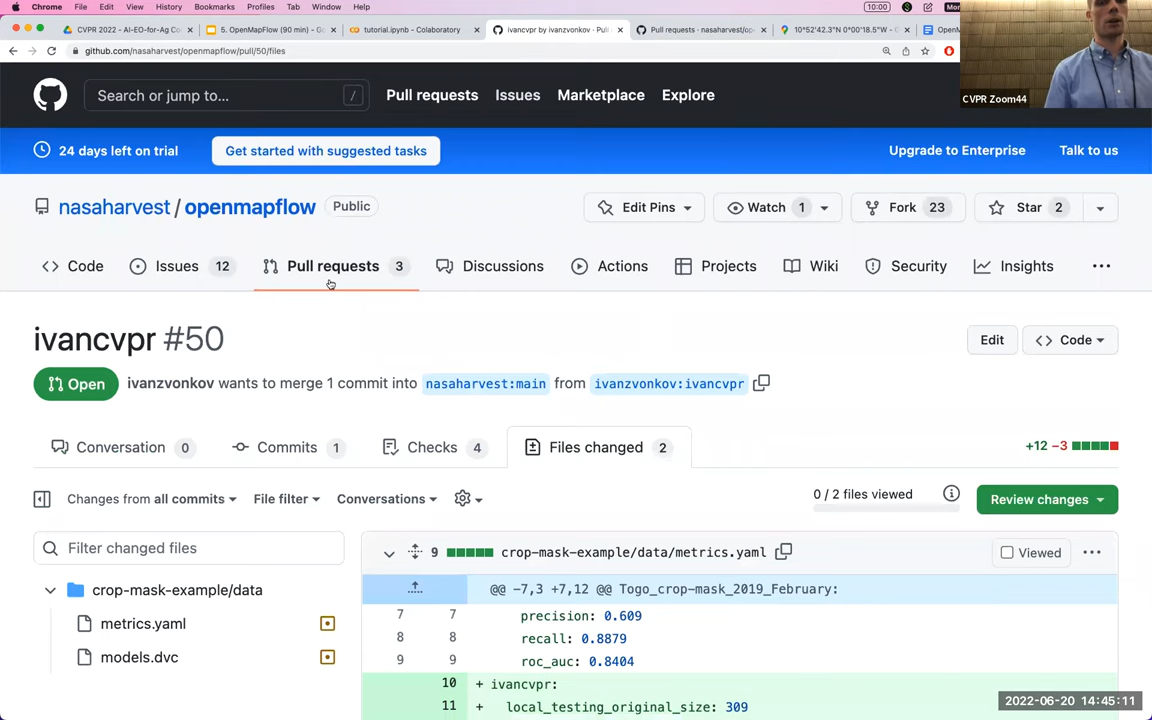 Chrome File Edit View History Bookmarks Profiles Tab Window Help 10:00
CVPR 2022 - AI-EO-for-Ag Co
5. OpenMapFlow (90 min) - G
tutorial.ipynb - Colaboratory
ivancvpr by ivanzvonkov · Pull
Pull requests · nasaharvest/op
10°52'42.3"N 0°00'18.5"W - G
OpenM
github.com/nasaharvest/openmapflow/pull/50/files
CVPR Zoom44
Search or jump to... / Pull requests Issues Marketplace Explore
24 days left on trial Get started with suggested tasks Upgrade to Enterprise Talk to us
nasaharvest / openmapflow Public Edit Pins Watch 1 Fork 23 Star 2
Code Issues 12 Pull requests 3 Discussions Actions Projects Wiki Security Insights ...
ivancvpr #50 Edit <> Code
Open ivanzvonkov wants to merge 1 commit into nasaharvest:main from ivanzvonkov:ivancvpr
Conversation 0 Commits 1 Checks 4 Files changed 2 +12 −3
Changes from all commits File filter Conversations 0 / 2 files viewed Review changes
Filter changed files
9 crop-mask-example/data/metrics.yaml Viewed ...
crop-mask-example/data
metrics.yaml
models.dvc
@@ -7,3 +7,12 @@ Togo_crop-mask_2019_February:
7 7 precision: 0.609
8 8 recall: 0.8879
9 9 roc_auc: 0.8404
10 + ivancvpr:
11 + local_testing_original_size: 309
2022-06-20 14:45:11